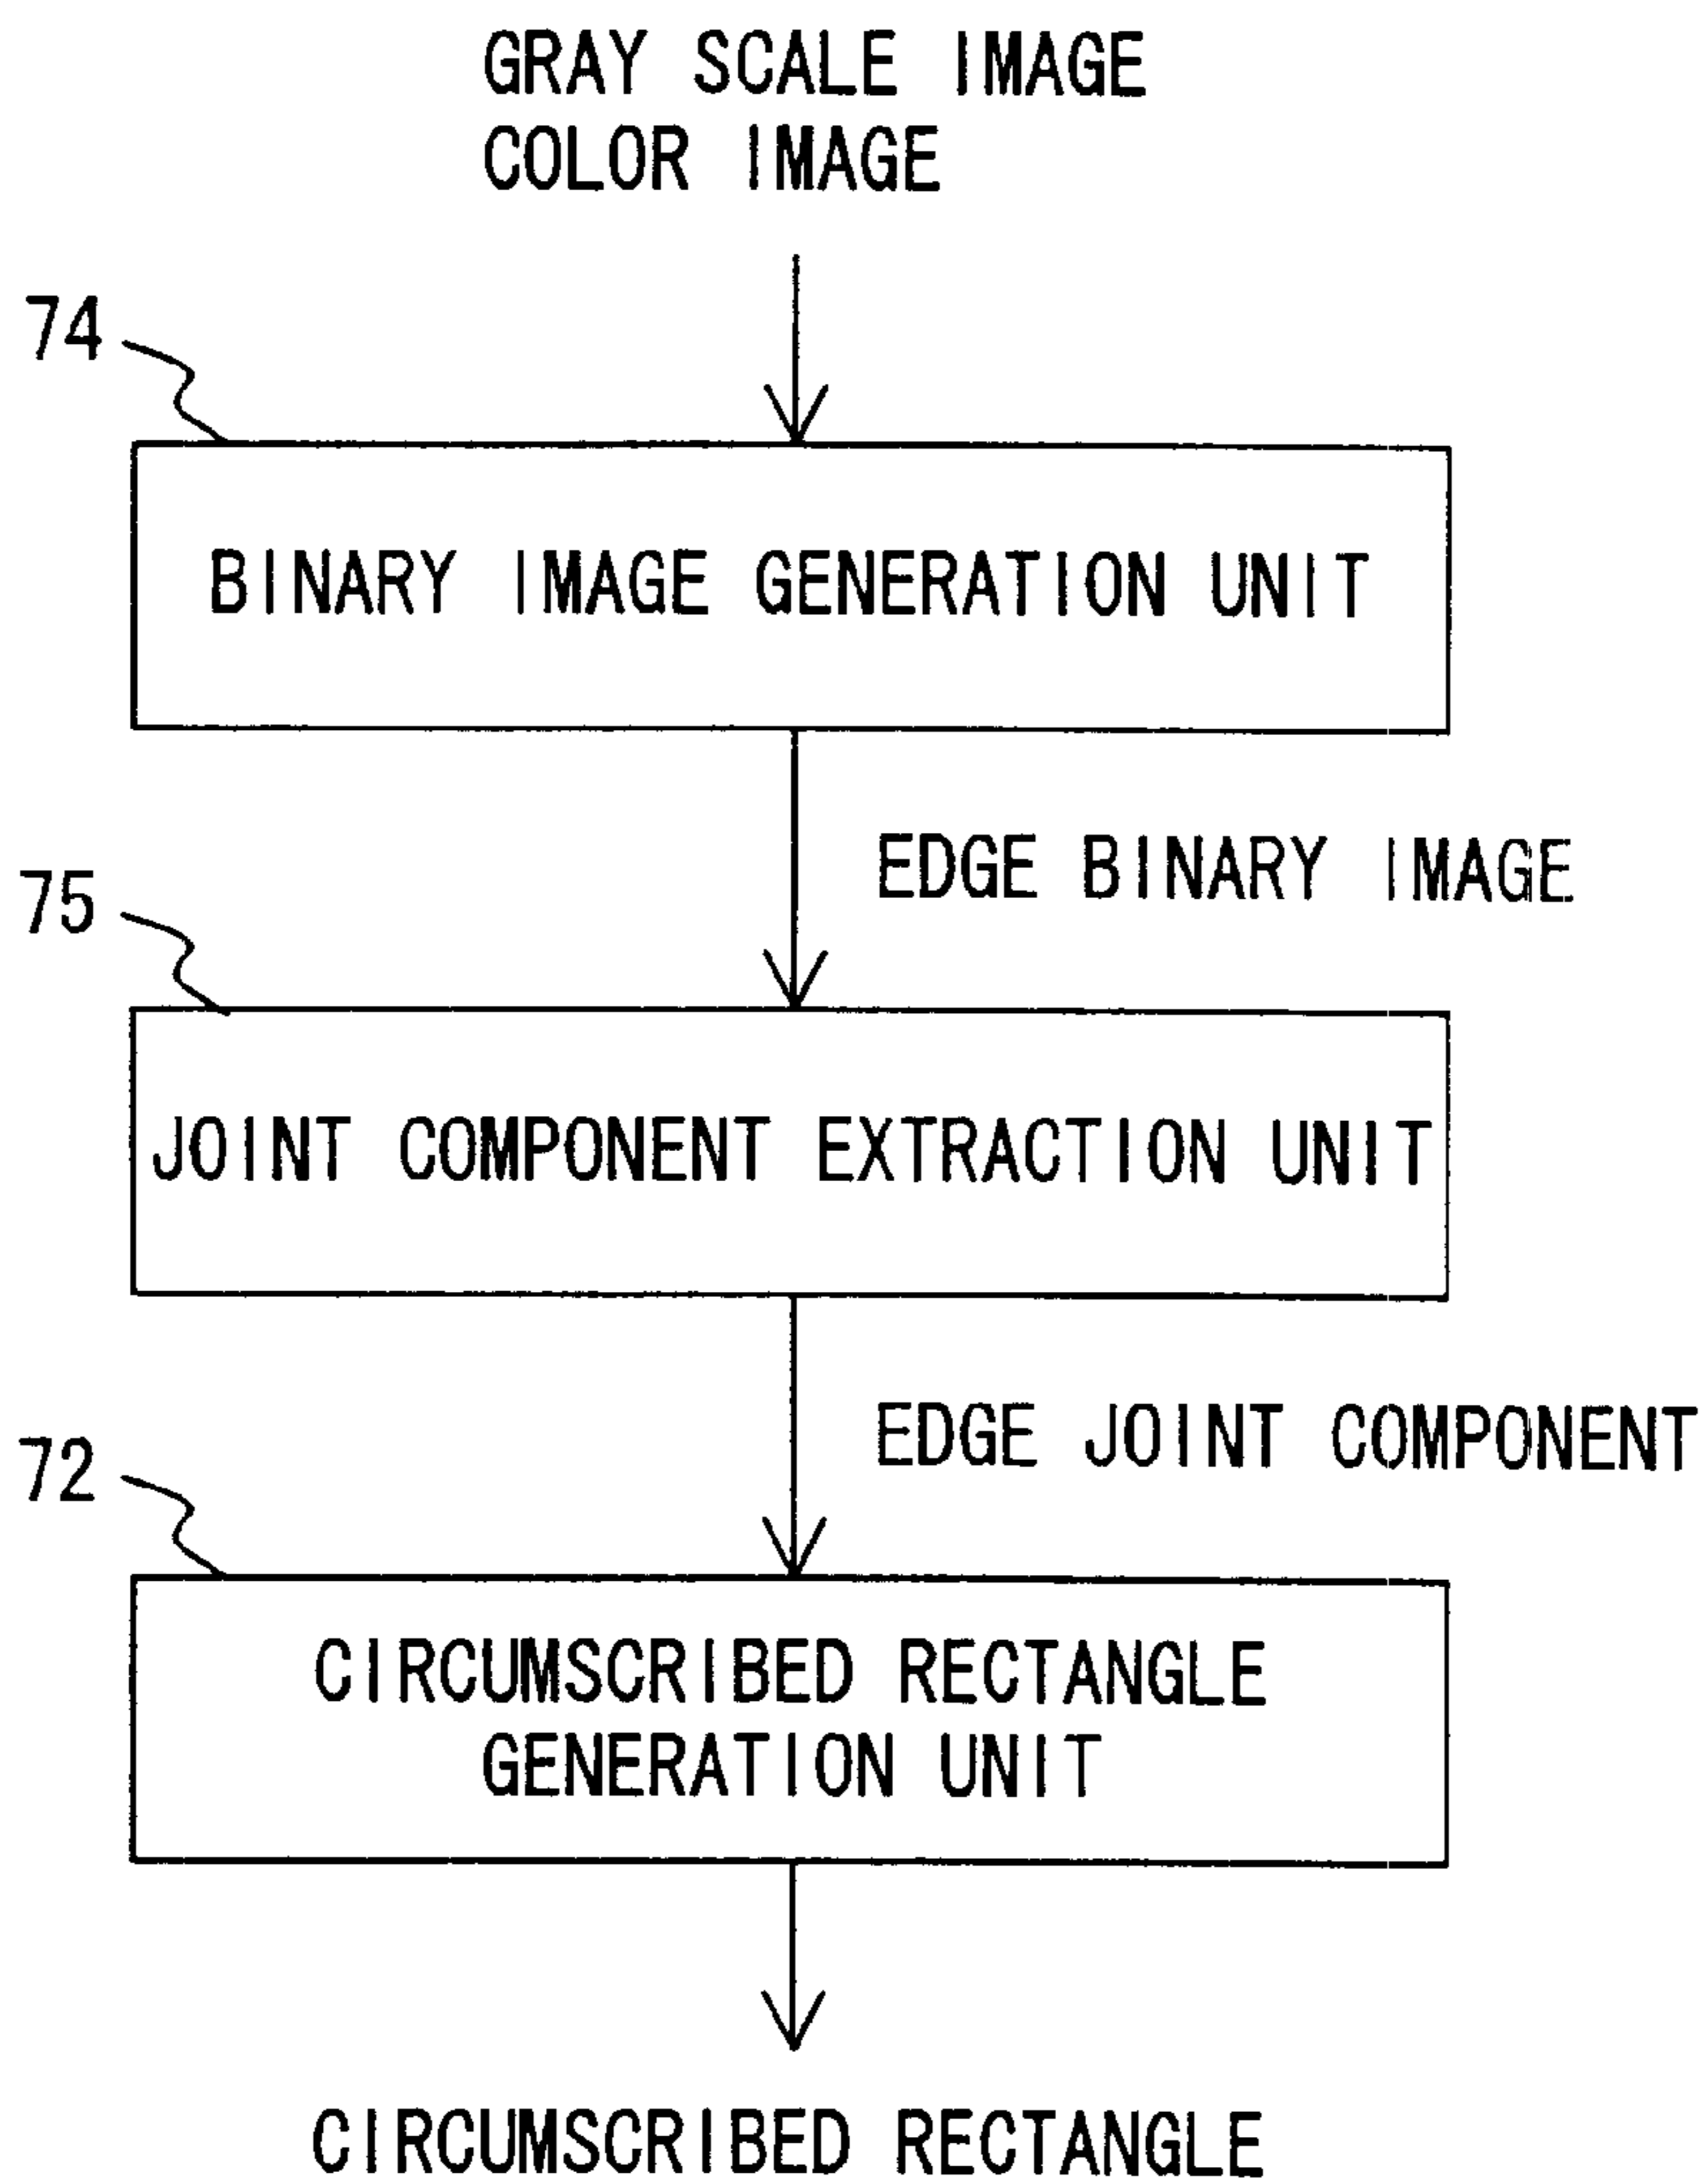 GRAY SCALE IMAGE
COLOR IMAGE
74
BINARY IMAGE GENERATION UNIT
EDGE BINARY IMAGE
75
JOINT COMPONENT EXTRACTION UNIT
EDGE JOINT COMPONENT
72
CIRCUMSCRIBED RECTANGLE
GENERATION UNIT
CIRCUMSCRIBED RECTANGLE